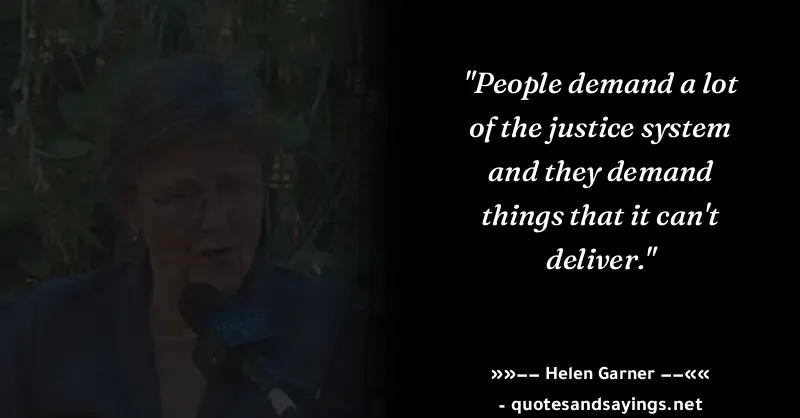 "People demand a lot
of the justice system
and they demand
things that it can't
deliver."
»»−− Helen Garner −−««
- quotesandsayings.net